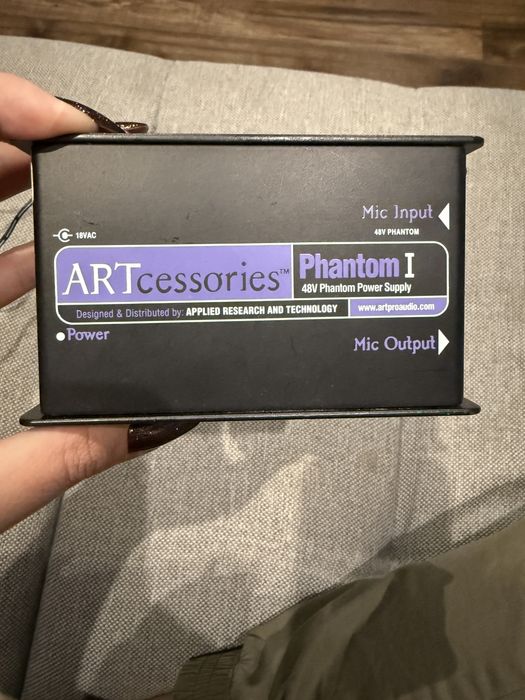 Mic Input
48V PHANTOM
18VAC
ARTcessories™
Phantom I
48V Phantom Power Supply
Designed & Distributed by: APPLIED RESEARCH AND TECHNOLOGY
www.artproaudio.com
Power
Mic Output